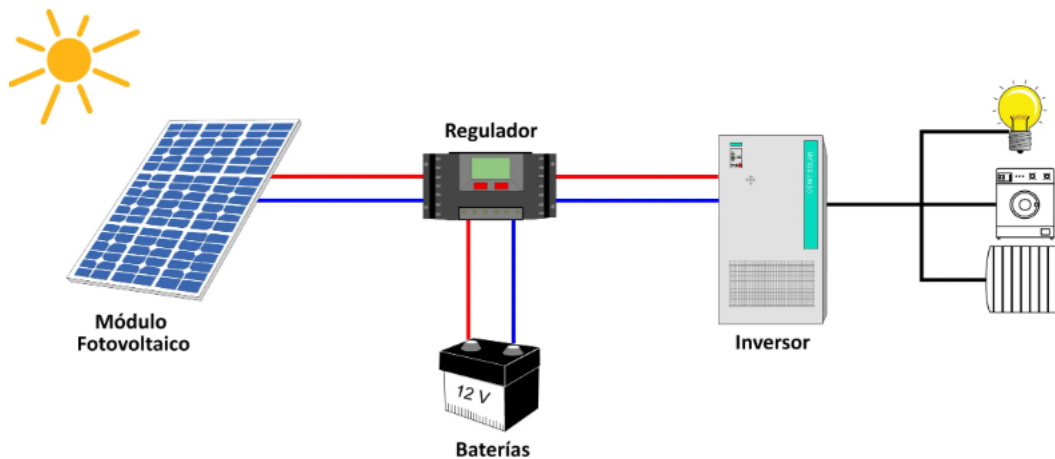 Regulador
Módulo
Fotovoltaico
Inversor
12 V
Baterías